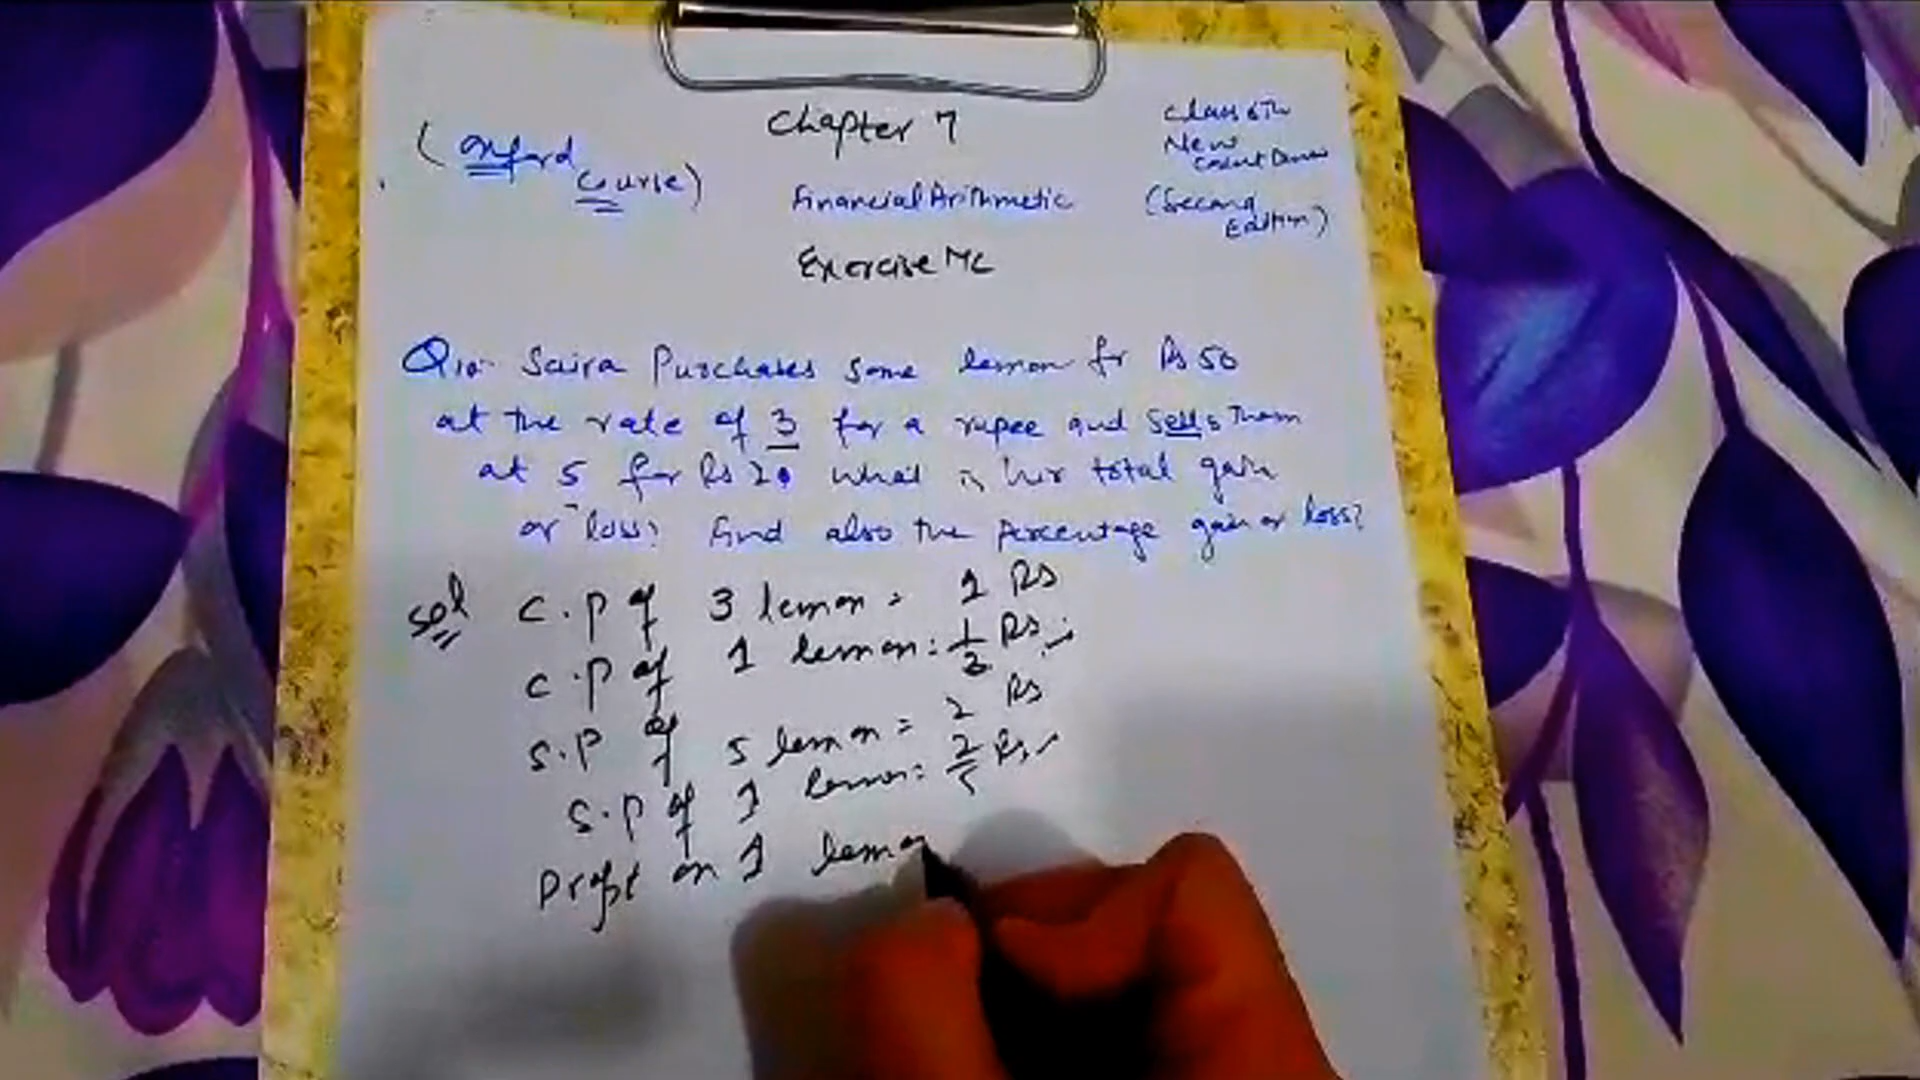 Chapter 7
(Oxford
Course)
Class 6th
New
Count Down
(Second
Edition)
Financial Arithmetic
Exercise 7C
Q10. Saira Purchases some lemon for Rs 50
at the rate of 3 for a rupee and sells them
at 5 for Rs 2. What is her total gain
or loss? Find also the percentage gain or loss?
Sol C.P of 3 lemon = 1 Rs
C.P of 1 lemon = 1/3 Rs
S.P of 5 lemon = 2 Rs
S.P of 1 lemon = 2/5 Rs
Profit on 1 lemon